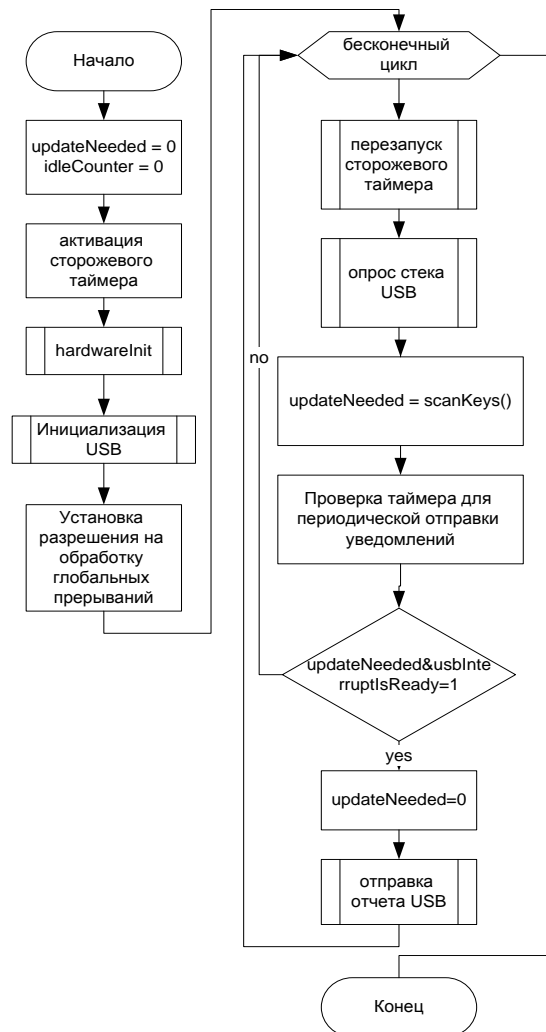 Начало
updateNeeded = 0
idleCounter = 0
активация
сторожевого
таймера
hardwareInit
Инициализация
USB
Установка
разрешения на
обработку
глобальных
прерываний
бесконечный
цикл
перезапуск
сторожевого
таймера
опрос стека
USB
no
updateNeeded = scanKeys()
Проверка таймера для
периодической отправки
уведомлений
updateNeeded&usbInte
rruptIsReady=1
yes
updateNeeded=0
отправка
отчета USB
Конец